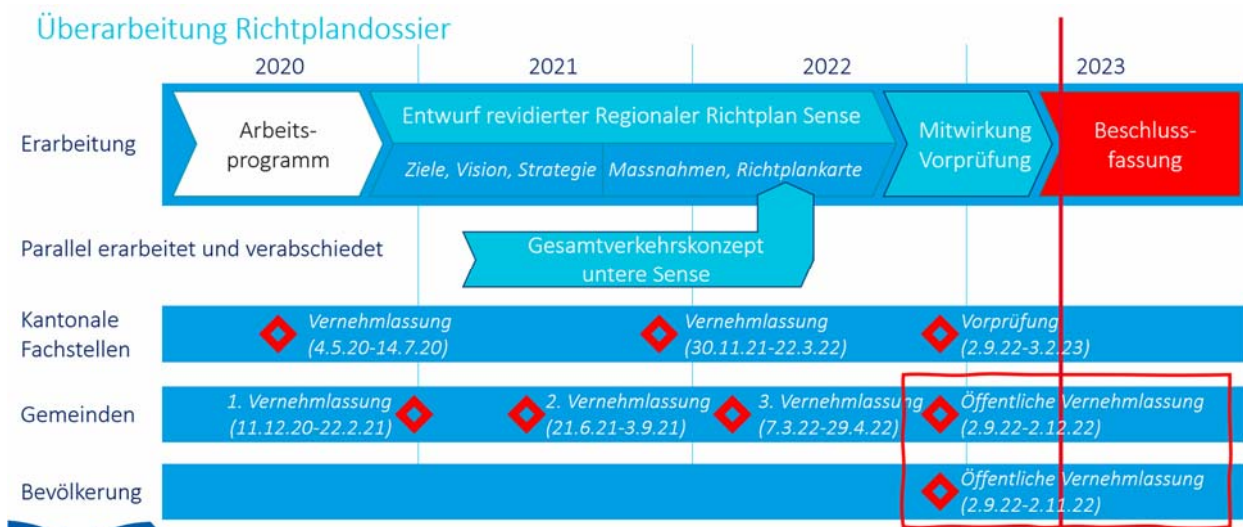 Überarbeitung Richtplandossier
2020 2021 2022 2023
Erarbeitung
Arbeits-
programm
Entwurf revidierter Regionaler Richtplan Sense
Ziele, Vision, Strategie
Massnahmen, Richtplankarte
Mitwirkung
Vorprüfung
Beschluss-
fassung
Parallel erarbeitet und verabschiedet
Gesamtverkehrskonzept
untere Sense
Kantonale
Fachstellen
Vernehmlassung
(4.5.20-14.7.20)
Vernehmlassung
(30.11.21-22.3.22)
Vorprüfung
(2.9.22-3.2.23)
Gemeinden
1. Vernehmlassung
(11.12.20-22.2.21)
2. Vernehmlassung
(21.6.21-3.9.21)
3. Vernehmlassung
(7.3.22-29.4.22)
Öffentliche Vernehmlassung
(2.9.22-2.12.22)
Bevölkerung
Öffentliche Vernehmlassung
(2.9.22-2.11.22)